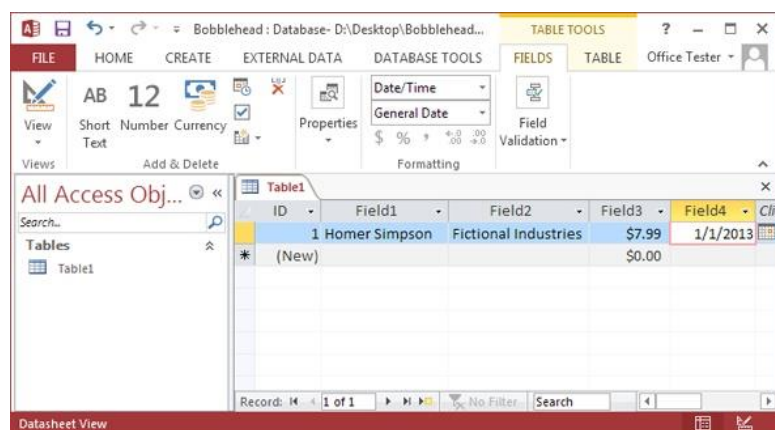 Bobblehead : Database- D:\Desktop\Bobblehead... TABLE TOOLS ?
FILE HOME CREATE EXTERNAL DATA DATABASE TOOLS FIELDS TABLE Office Tester
View
Views
AB
Short Text
12
Number
Currency
Add & Delete
Properties
Date/Time
General Date
$ % ,
Formatting
Field Validation
All Access Obj...
Search...
Tables
Table1
Table1
ID Field1 Field2 Field3 Field4 Cli
1 Homer Simpson Fictional Industries $7.99 1/1/2013
* (New) $0.00
Record: 1 of 1 No Filter Search
Datasheet View